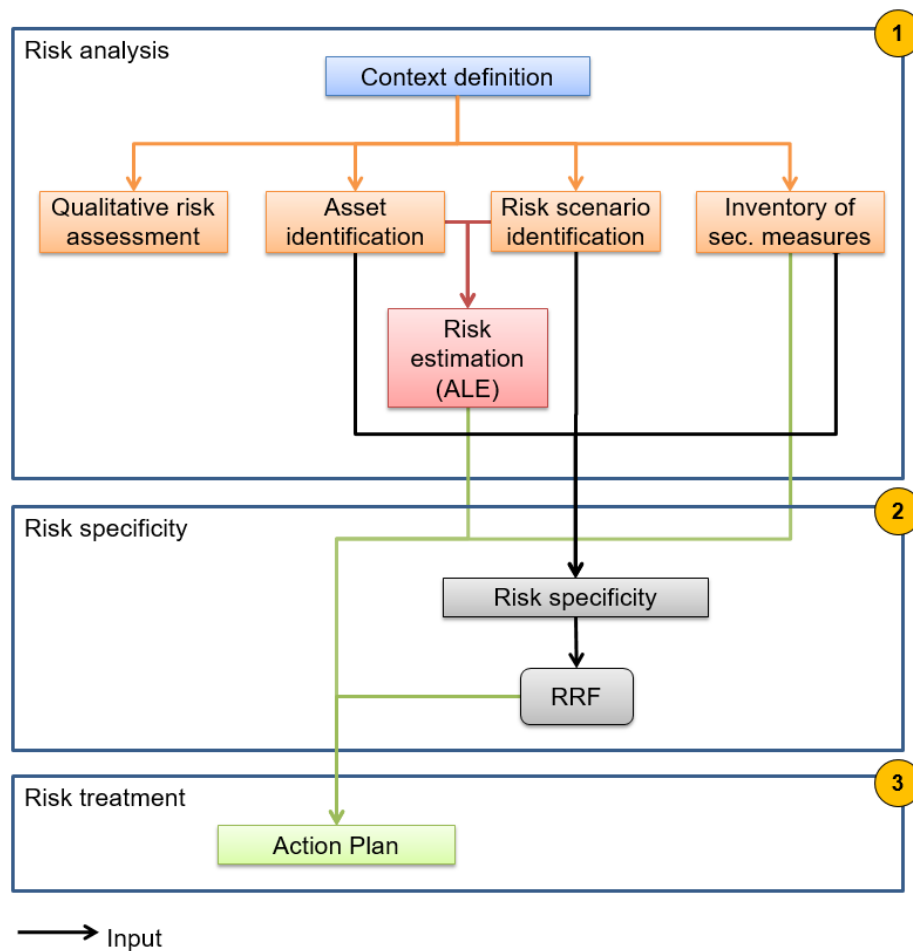 1
Risk analysis
Context definition
Qualitative risk
assessment
Asset
identification
Risk scenario
identification
Inventory of
sec. measures
Risk
estimation
(ALE)
2
Risk specificity
Risk specificity
RRF
3
Risk treatment
Action Plan
Input